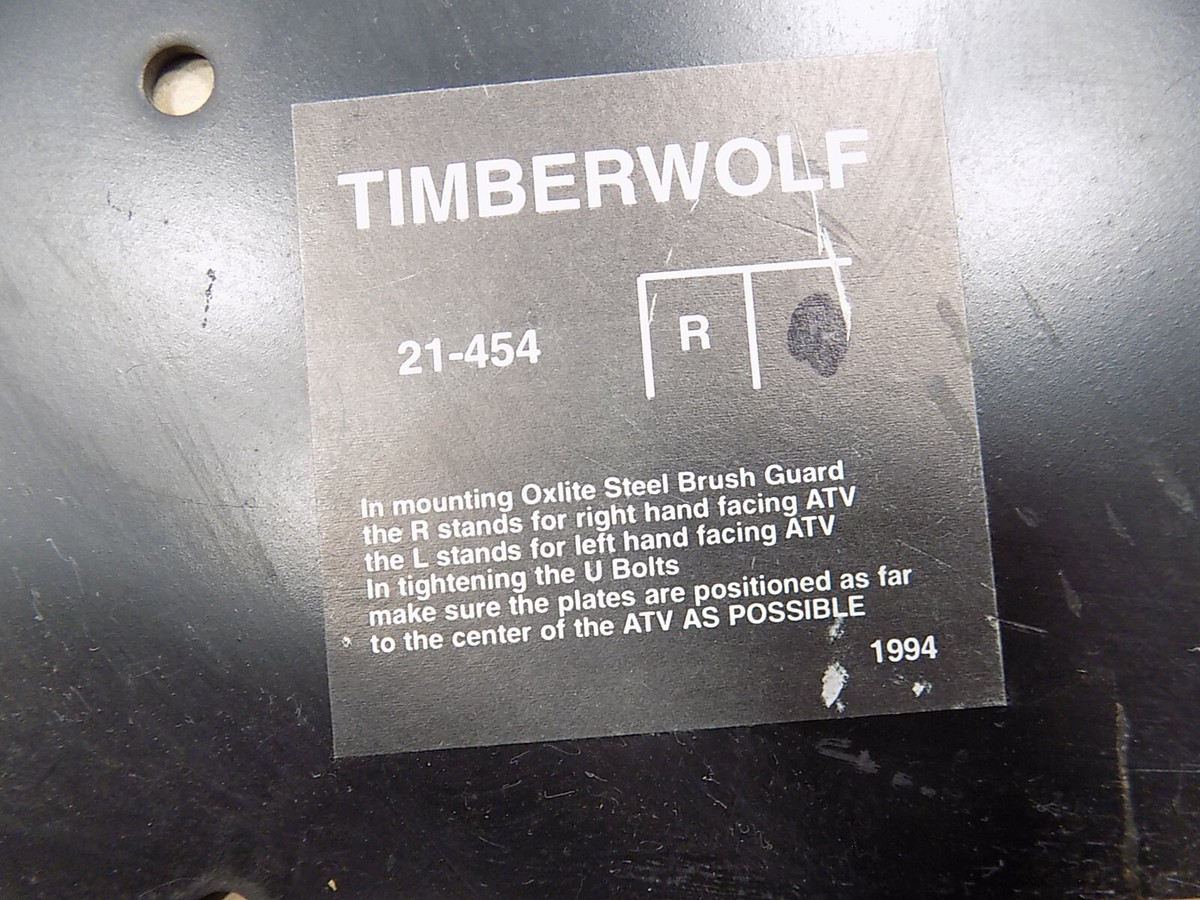 TIMBERWOLF
21-454
R
In mounting Oxlite Steel Brush Guard
the R stands for right hand facing ATV
the L stands for left hand facing ATV
In tightening the U Bolts
make sure the plates are positioned as far
to the center of the ATV AS POSSIBLE
1994